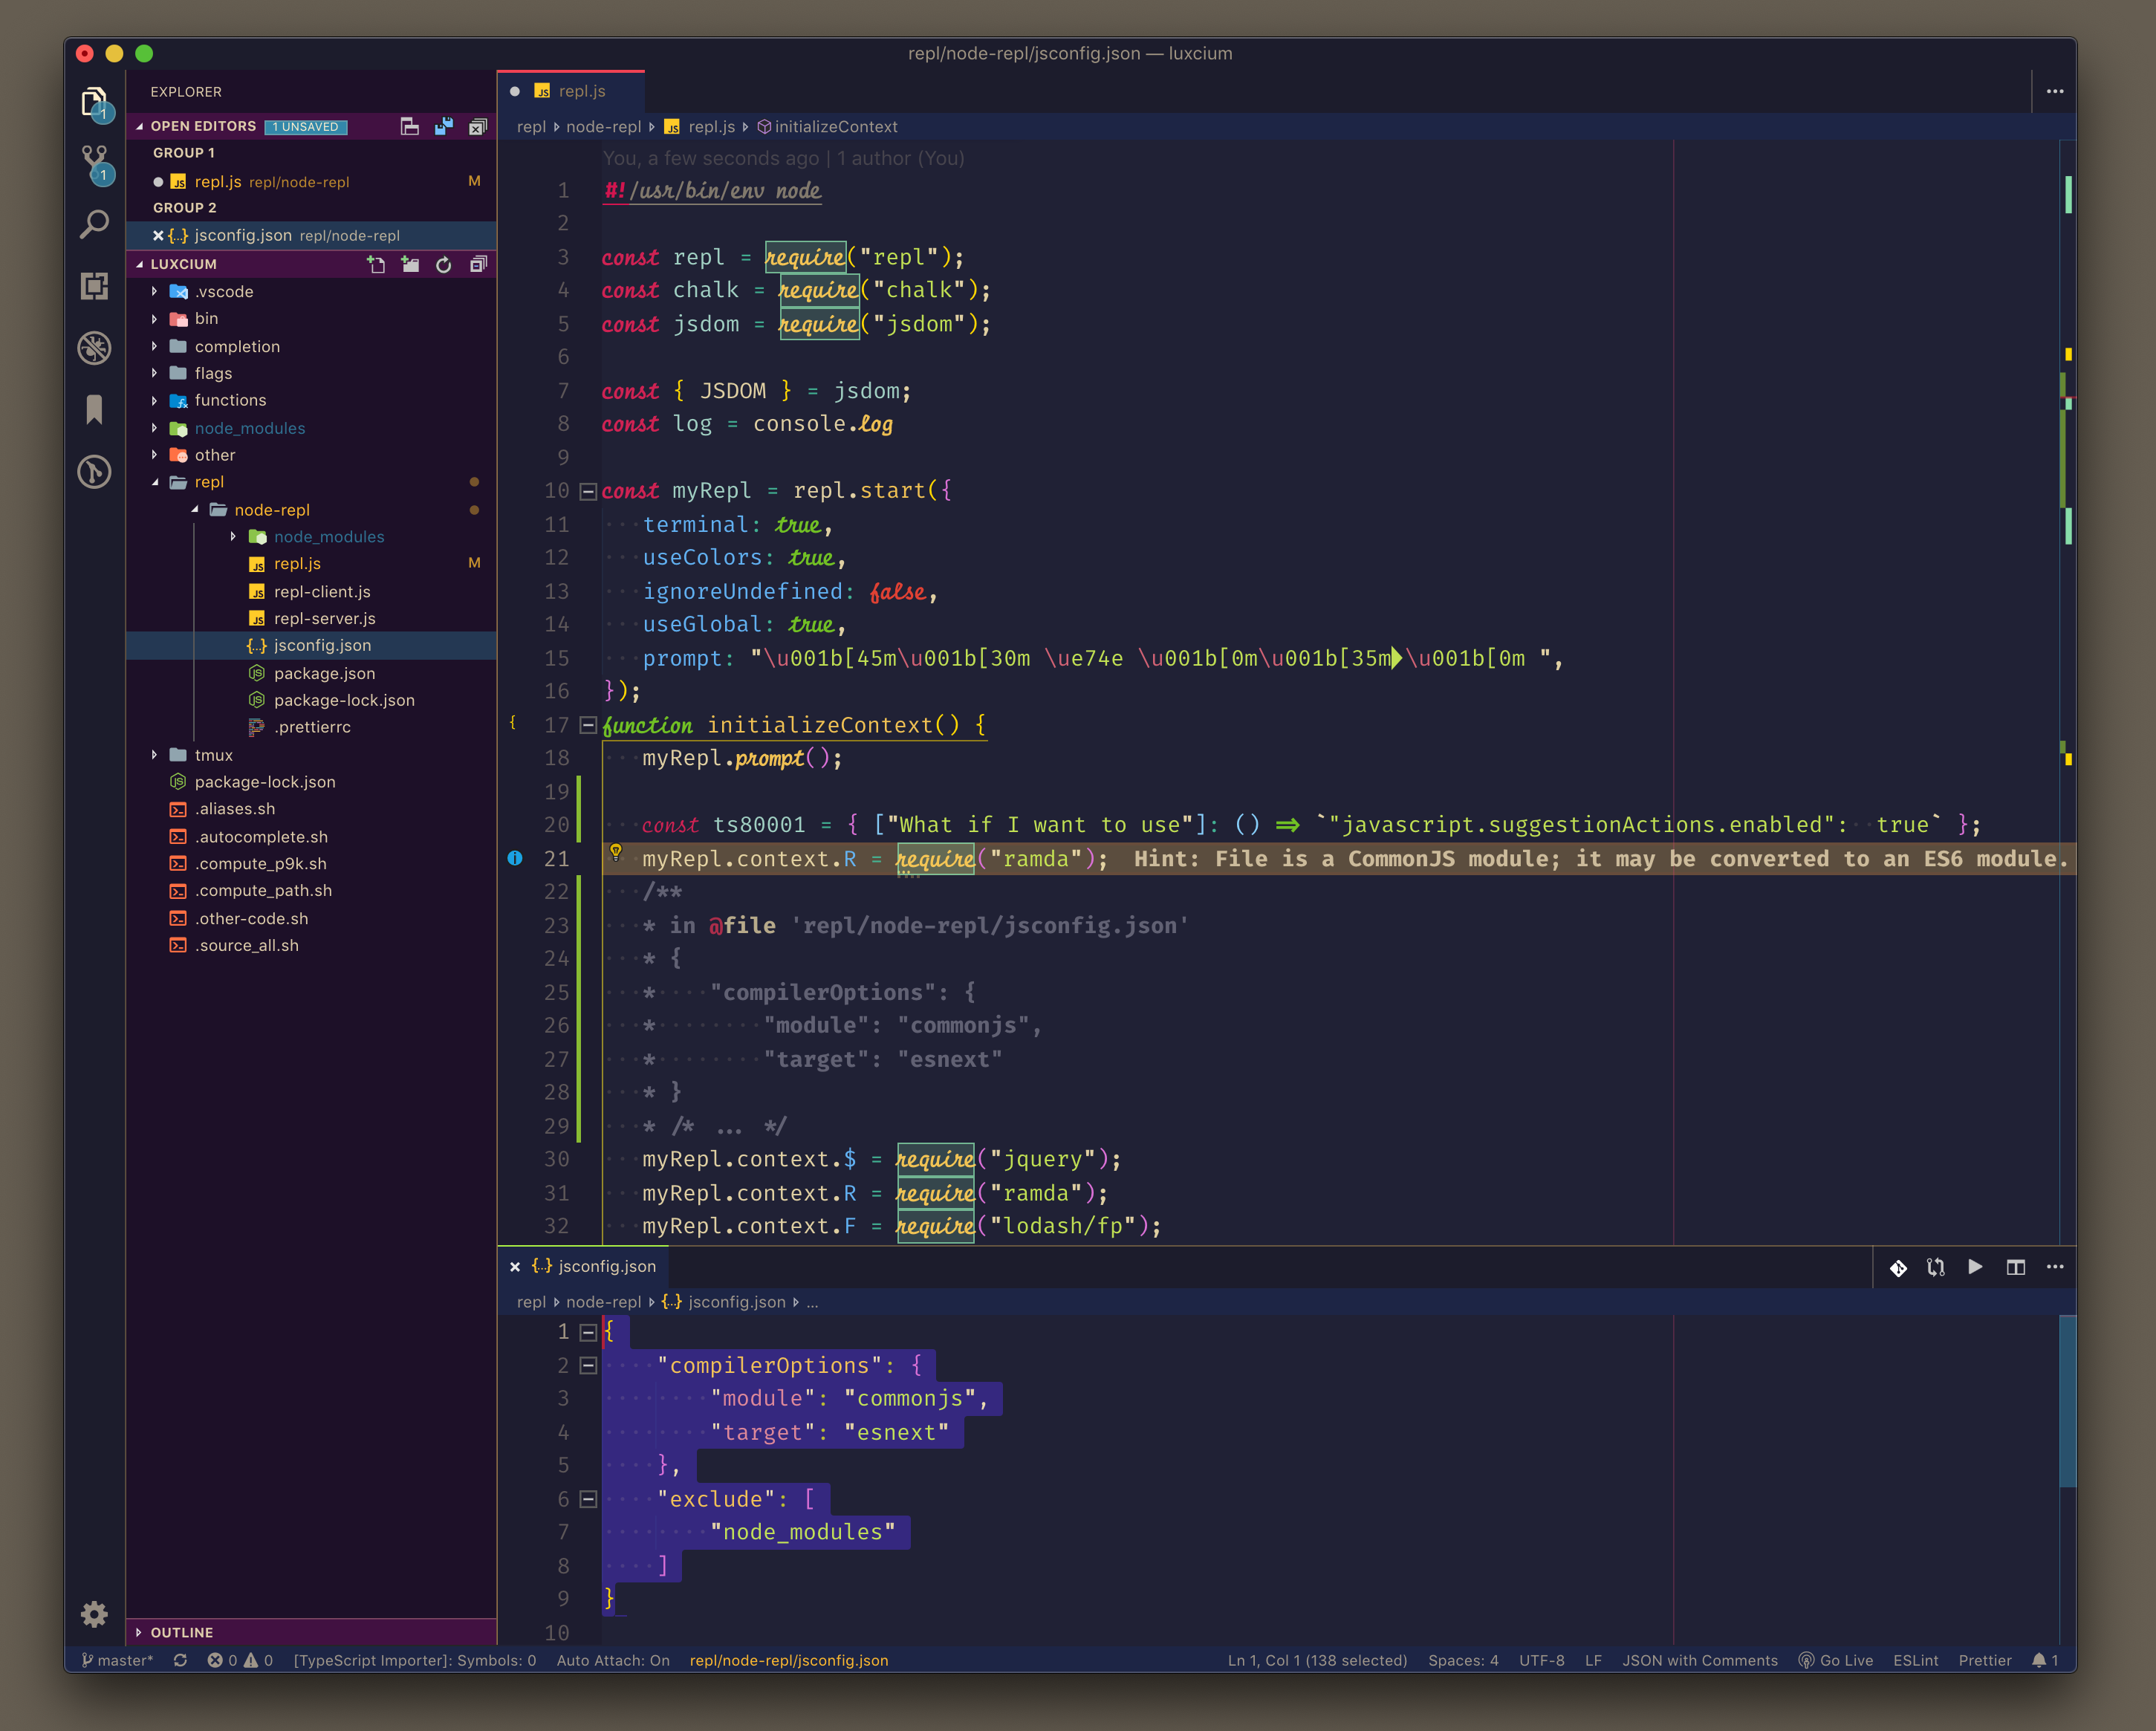 repl/node-repl/jsconfig.json — luxcium
EXPLORER
OPEN EDITORS 1 UNSAVED
GROUP 1
repl.js repl/node-repl M
GROUP 2
jsconfig.json repl/node-repl
LUXCIUM
.vscode
bin
completion
flags
functions
node_modules
other
repl
node-repl
node_modules
repl.js M
repl-client.js
repl-server.js
jsconfig.json
package.json
package-lock.json
.prettierrc
tmux
package-lock.json
.aliases.sh
.autocomplete.sh
.compute_p9k.sh
.compute_path.sh
.other-code.sh
.source_all.sh
OUTLINE
1
1
repl.js
repl node-repl repl.js initializeContext
You, a few seconds ago | 1 author (You)
1 #!/usr/bin/env node
2
3 const repl = require("repl");
4 const chalk = require("chalk");
5 const jsdom = require("jsdom");
6
7 const { JSDOM } = jsdom;
8 const log = console.log
9
10 const myRepl = repl.start({
11 terminal: true,
12 useColors: true,
13 ignoreUndefined: false,
14 useGlobal: true,
15 prompt: "\u001b[45m\u001b[30m \ue74e \u001b[0m\u001b[35m\u001b[0m ",
16 });
17 function initializeContext() {
18 myRepl.prompt();
19
20 const ts80001 = { ["What if I want to use"]: () => `"javascript.suggestionActions.enabled": true` };
21 myRepl.context.R = require("ramda"); Hint: File is a CommonJS module; it may be converted to an ES6 module.
22 /**
23 * in @file 'repl/node-repl/jsconfig.json'
24 * {
25 * "compilerOptions": {
26 * "module": "commonjs",
27 * "target": "esnext"
28 * }
29 * /* ... */
30 myRepl.context.$ = require("jquery");
31 myRepl.context.R = require("ramda");
32 myRepl.context.F = require("lodash/fp");
jsconfig.json
repl node-repl {..} jsconfig.json ...
1 {
2 "compilerOptions": {
3 "module": "commonjs",
4 "target": "esnext"
5 },
6 "exclude": [
7 "node_modules"
8 ]
9 }
10
master* 0 0 [TypeScript Importer]: Symbols: 0 Auto Attach: On repl/node-repl/jsconfig.json Ln 1, Col 1 (138 selected) Spaces: 4 UTF-8 LF JSON with Comments Go Live ESLint Prettier 1